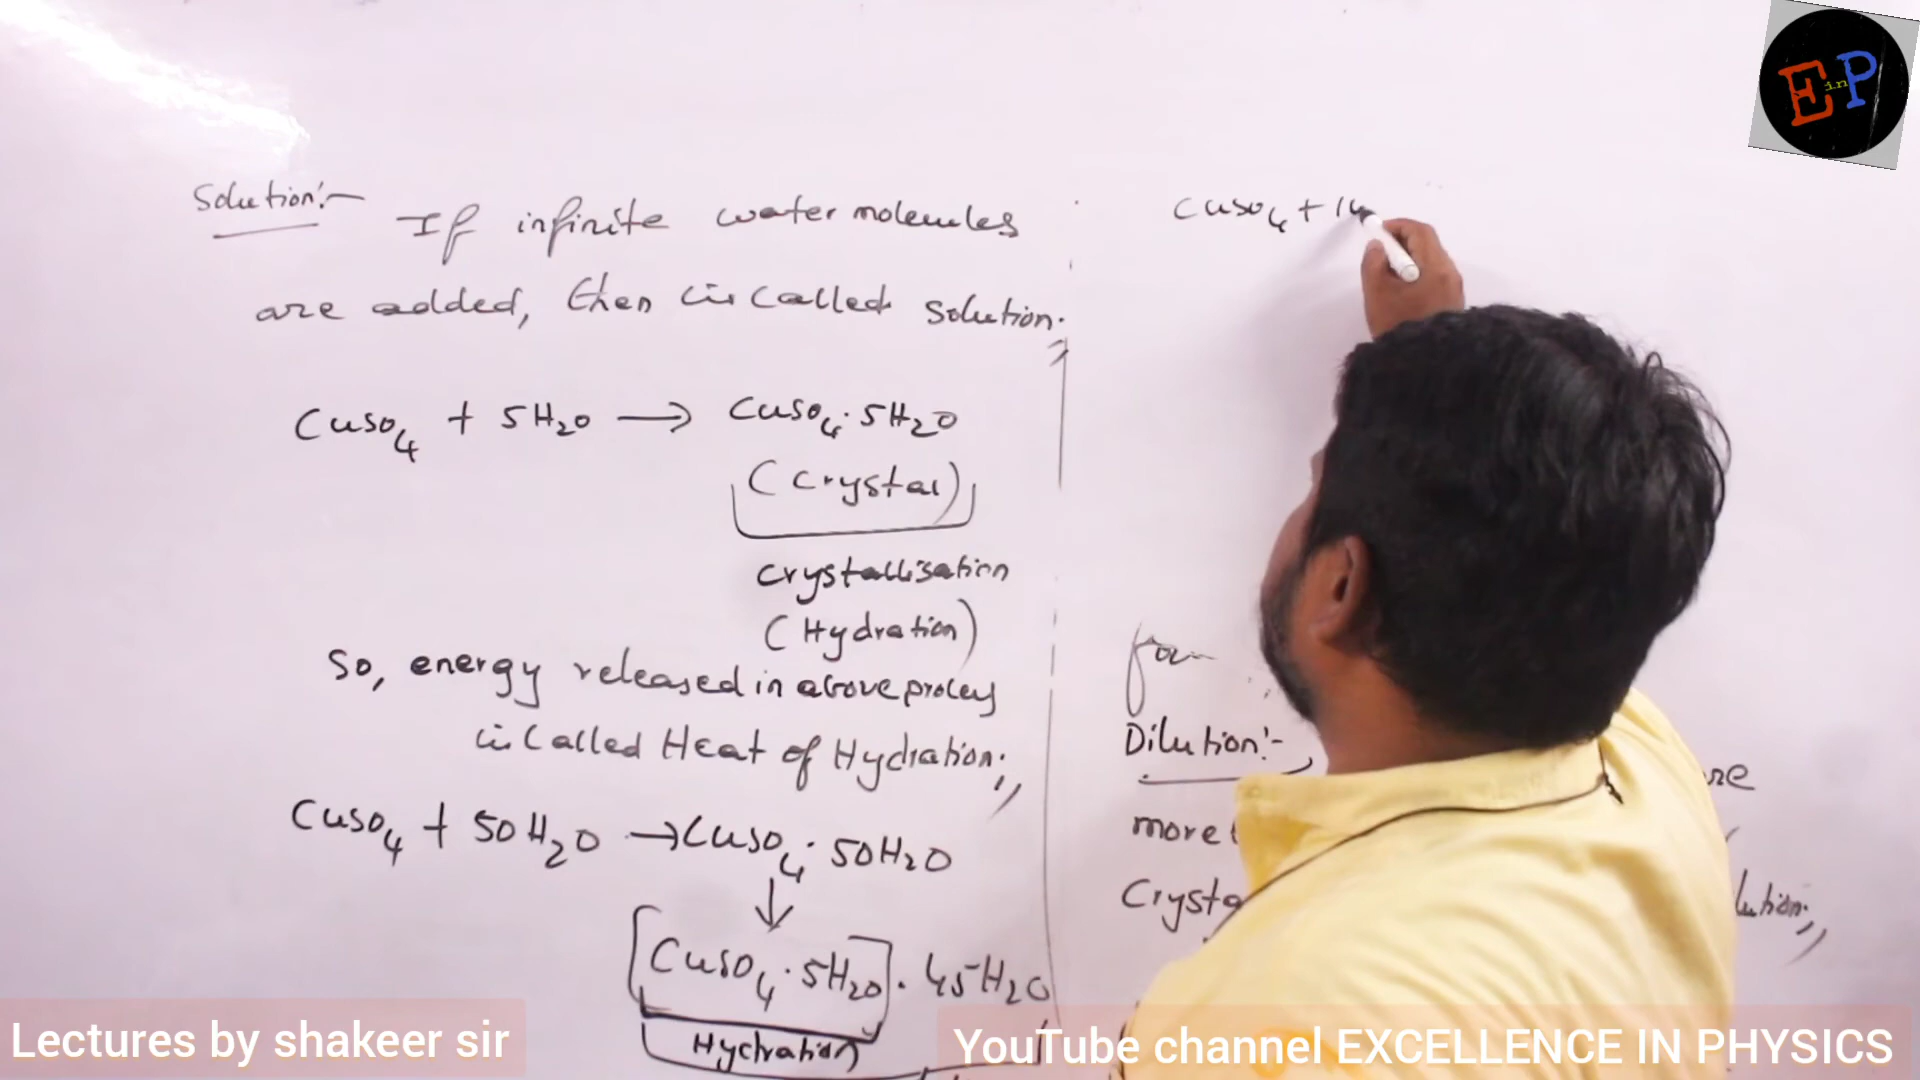 Solution:-
If infinite water molecules
are added, then is called solution.
CuSO4 + 5H2O → CuSO4·5H2O
(Crystal)
Crystallisation
(Hydration)
So, energy released in above process
is called Heat of Hydration.
CuSO4 + 50H2O → CuSO4·50H2O
↓
[CuSO4·5H2O]·45H2O
Hydration
CuSO4 +
Dilution:-
more
E in P
Lectures by shakeer sir
YouTube channel EXCELLENCE IN PHYSICS